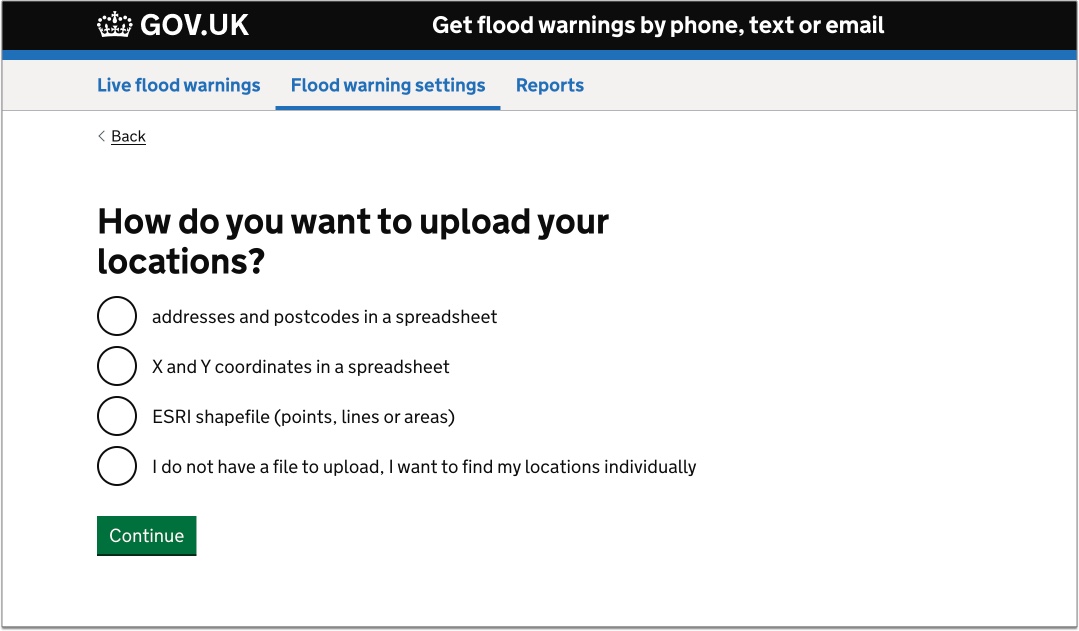 GOV.UK
Get flood warnings by phone, text or email
Live flood warnings
Flood warning settings
Reports
Back
How do you want to upload your
locations?
addresses and postcodes in a spreadsheet
X and Y coordinates in a spreadsheet
ESRI shapefile (points, lines or areas)
I do not have a file to upload, I want to find my locations individually
Continue